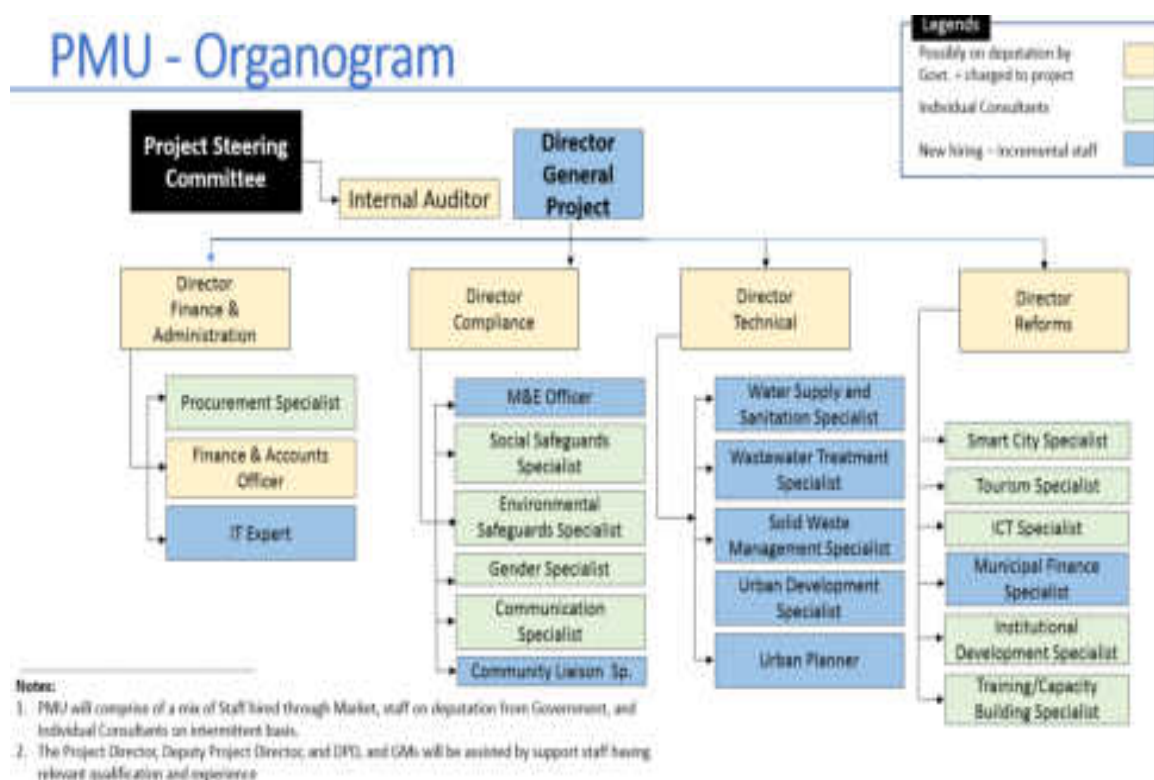 PMU - Organogram
Legends
Possibly on deputation by
Govt. - charged to project
Individual Consultants
New hiring - Incremental staff
Project Steering
Committee
Internal Auditor
Director
General
Project
Director
Finance &
Administration
Director
Compliance
Director
Technical
Director
Reforms
Procurement Specialist
Finance & Accounts
Officer
IT Expert
M&E Officer
Social Safeguards
Specialist
Environmental
Safeguards Specialist
Gender Specialist
Communication
Specialist
Community Liaison Sp.
Water Supply and
Sanitation Specialist
Wastewater Treatment
Specialist
Solid Waste
Management Specialist
Urban Development
Specialist
Urban Planner
Smart City Specialist
Tourism Specialist
ICT Specialist
Municipal Finance
Specialist
Institutional
Development Specialist
Training/Capacity
Building Specialist
Notes:
1. PMU will comprise of a mix of Staff hired through Market, staff on deputation from Government, and
Individual Consultants on intermittent basis.
2. The Project Director, Deputy Project Director, and DPD, and GMs will be assisted by support staff having
relevant qualification and experience